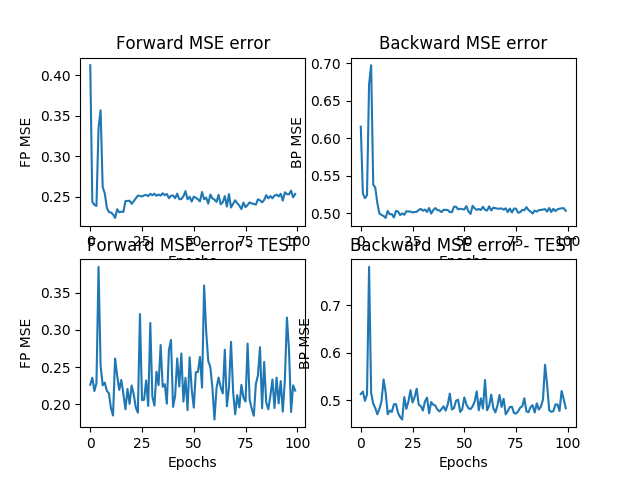 Forward MSE error
Backward MSE error
FP MSE
0.40
0.35
0.30
0.25
BP MSE
0.70
0.65
0.60
0.55
0.50
0 25 50 75 100
Epochs
0 25 50 75 100
Epochs
Forward MSE error - TEST
Backward MSE error - TEST
FP MSE
0.35
0.30
0.25
0.20
BP MSE
0.7
0.6
0.5
0 25 50 75 100
Epochs
0 25 50 75 100
Epochs